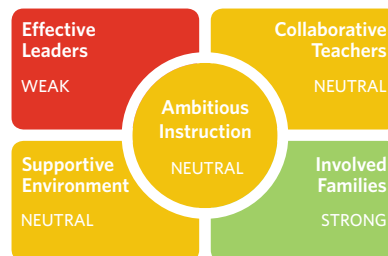 Effective
Leaders
WEAK
Collaborative
Teachers
NEUTRAL
Ambitious
Instruction
NEUTRAL
Supportive
Environment
NEUTRAL
Involved
Families
STRONG